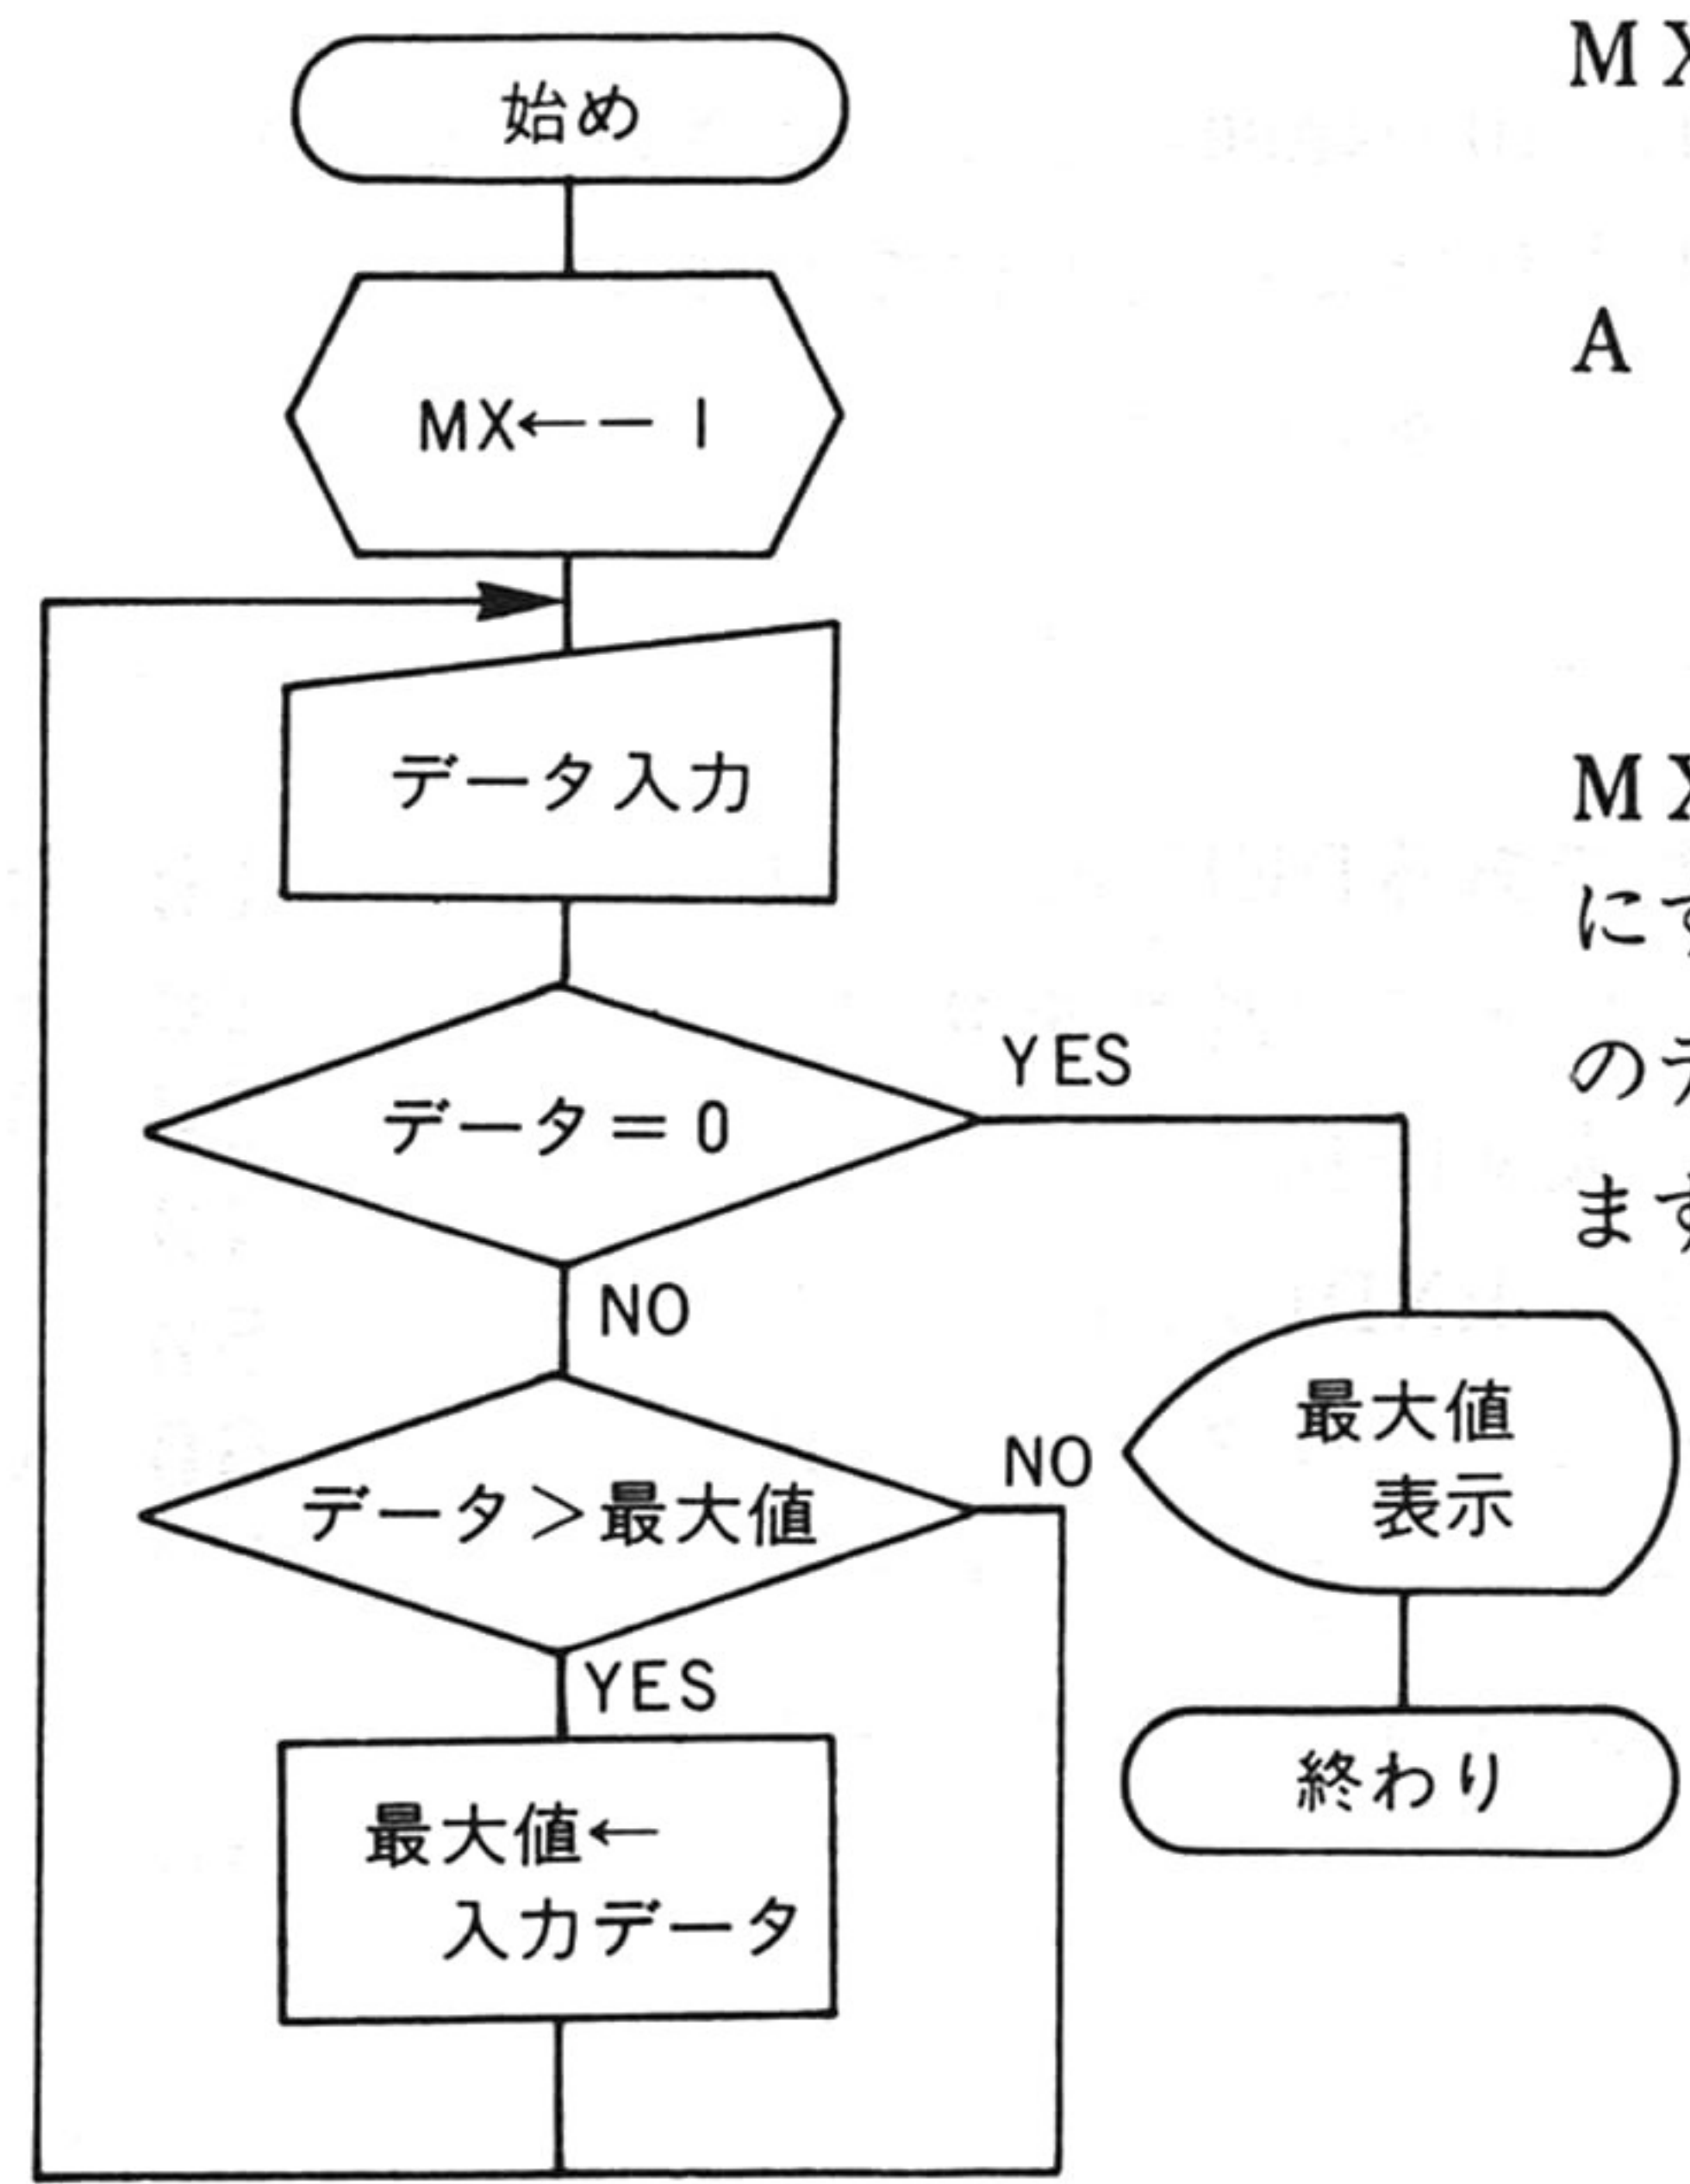 始め
MX←－1
データ入力
データ＝0
YES
NO
データ＞最大値
NO
YES
最大値←
入力データ
最大値
表示
終わり
MX
A
MX
にす
の
ます